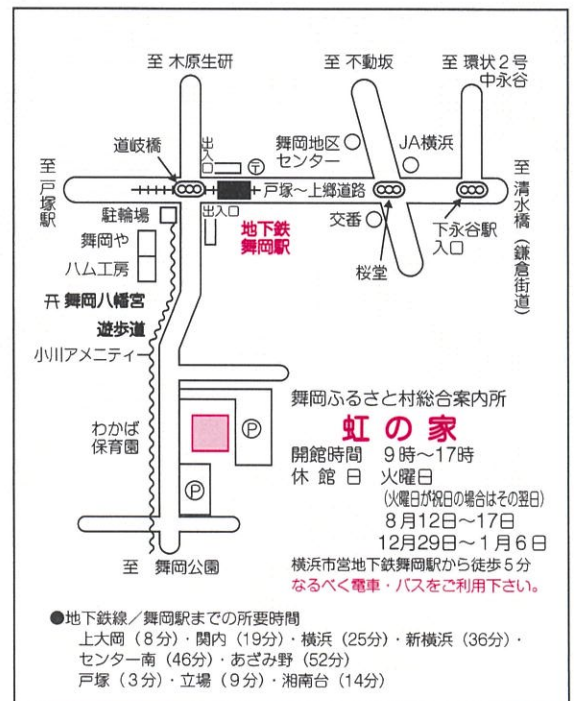 至 木原生研
至 不動坂
至 環状2号
中永谷
道岐橋
出入口
〒
舞岡地区
センター
JA横浜
至 戸塚駅
戸塚～上郷道路
至 清水橋(鎌倉街道)
駐輪場
出入口
地下鉄
舞岡駅
交番
下永谷駅
入口
桜堂
舞岡や
ハム工房
舞岡八幡宮
遊歩道
小川アメニティー
わかば
保育園
P
P
至 舞岡公園
舞岡ふるさと村総合案内所
虹の家
開館時間 9時～17時
休館日 火曜日
(火曜日が祝日の場合はその翌日)
8月12日～17日
12月29日～1月6日
横浜市営地下鉄舞岡駅から徒歩5分
なるべく電車・バスをご利用下さい。
●地下鉄線/舞岡駅までの所要時間
上大岡(8分)・関内(19分)・横浜(25分)・新横浜(36分)・
センター南(46分)・あざみ野(52分)
戸塚(3分)・立場(9分)・湘南台(14分)